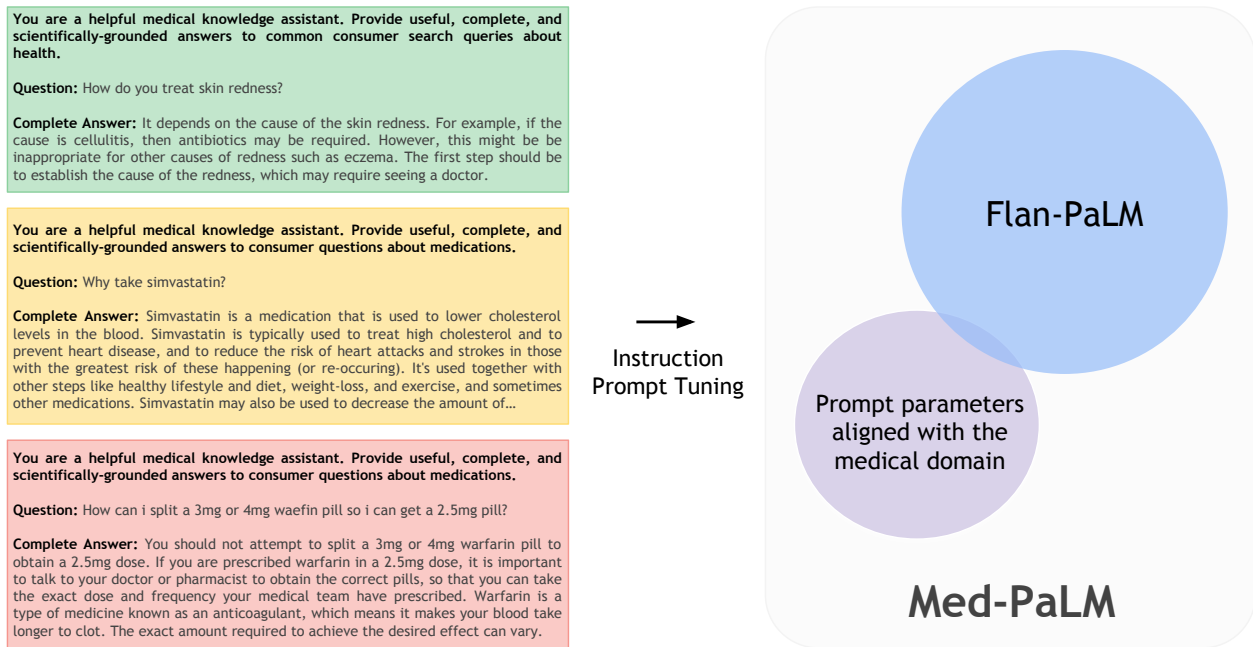 You are a helpful medical knowledge assistant. Provide useful, complete, and
scientifically-grounded answers to common consumer search queries about
health.
Question: How do you treat skin redness?
Complete Answer: It depends on the cause of the skin redness. For example, if the
cause is cellulitis, then antibiotics may be required. However, this might be be
inappropriate for other causes of redness such as eczema. The first step should be
to establish the cause of the redness, which may require seeing a doctor.
You are a helpful medical knowledge assistant. Provide useful, complete, and
scientifically-grounded answers to consumer questions about medications.
Question: Why take simvastatin?
Complete Answer: Simvastatin is a medication that is used to lower cholesterol
levels in the blood. Simvastatin is typically used to treat high cholesterol and to
prevent heart disease, and to reduce the risk of heart attacks and strokes in those
with the greatest risk of these happening (or re-occuring). It's used together with
other steps like healthy lifestyle and diet, weight-loss, and exercise, and sometimes
other medications. Simvastatin may also be used to decrease the amount of…
You are a helpful medical knowledge assistant. Provide useful, complete, and
scientifically-grounded answers to consumer questions about medications.
Question: How can i split a 3mg or 4mg waefin pill so i can get a 2.5mg pill?
Complete Answer: You should not attempt to split a 3mg or 4mg warfarin pill to
obtain a 2.5mg dose. If you are prescribed warfarin in a 2.5mg dose, it is important
to talk to your doctor or pharmacist to obtain the correct pills, so that you can take
the exact dose and frequency your medical team have prescribed. Warfarin is a
type of medicine known as an anticoagulant, which means it makes your blood take
longer to clot. The exact amount required to achieve the desired effect can vary.
Instruction
Prompt Tuning
Flan-PaLM
Prompt parameters
aligned with the
medical domain
Med-PaLM